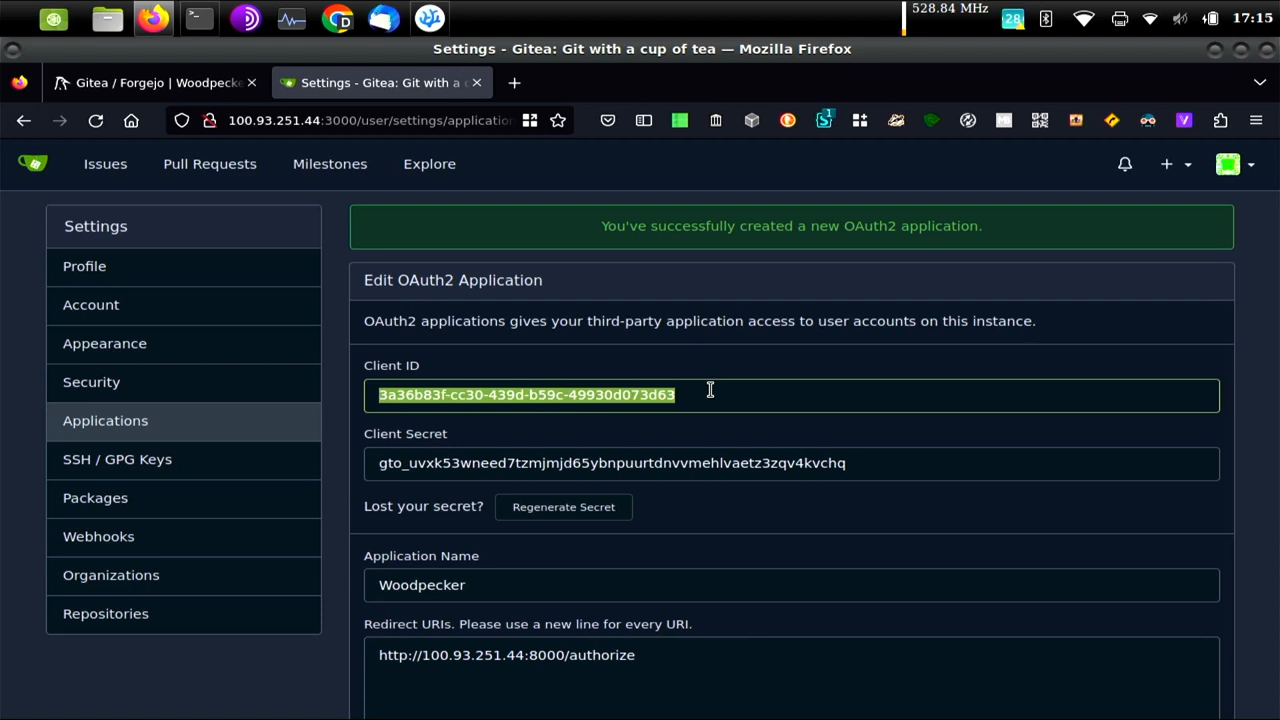 528.84 MHz
28
17:15
Settings - Gitea: Git with a cup of tea — Mozilla Firefox
Gitea / Forgejo | Woodpecke
Settings - Gitea: Git with a c
100.93.251.44:3000/user/settings/application
Issues
Pull Requests
Milestones
Explore
Settings
Profile
Account
Appearance
Security
Applications
SSH / GPG Keys
Packages
Webhooks
Organizations
Repositories
You've successfully created a new OAuth2 application.
Edit OAuth2 Application
OAuth2 applications gives your third-party application access to user accounts on this instance.
Client ID
3a36b83f-cc30-439d-b59c-49930d073d63
Client Secret
gto_uvxk53wneed7tzmjmjd65ybnpuurtdnvvmehlvaetz3zqv4kvchq
Lost your secret?
Regenerate Secret
Application Name
Woodpecker
Redirect URIs. Please use a new line for every URI.
http://100.93.251.44:8000/authorize